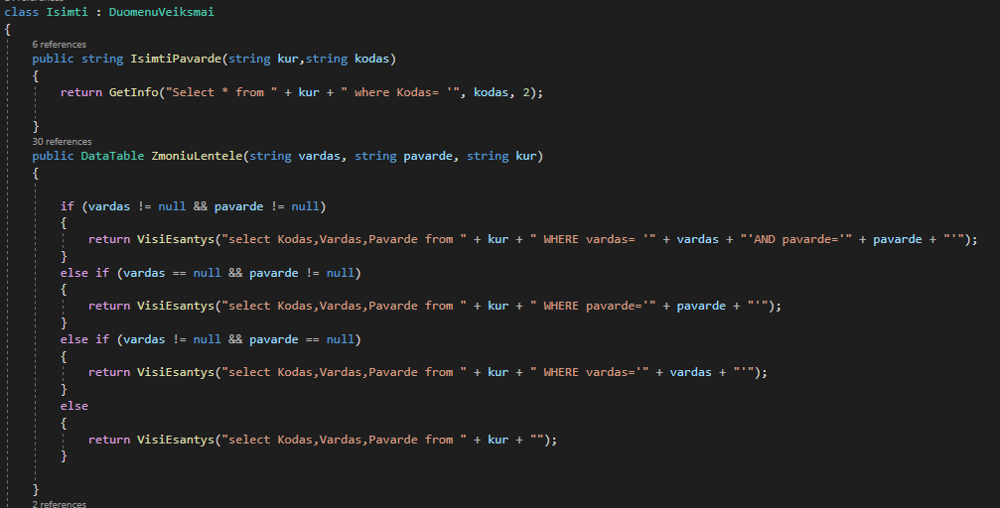 class Isimti : DuomenuVeiksmai
{
6 references
public string IsimtiPavarde(string kur,string kodas)
{
return GetInfo("Select * from " + kur + " where Kodas= '", kodas, 2);
}
30 references
public DataTable ZmoniuLentele(string vardas, string pavarde, string kur)
{
if (vardas != null && pavarde != null)
{
return VisiEsantys("select Kodas,Vardas,Pavarde from " + kur + " WHERE vardas= '" + vardas + "'AND pavarde='" + pavarde + "'");
}
else if (vardas == null && pavarde != null)
{
return VisiEsantys("select Kodas,Vardas,Pavarde from " + kur + " WHERE pavarde='" + pavarde + "'");
}
else if (vardas != null && pavarde == null)
{
return VisiEsantys("select Kodas,Vardas,Pavarde from " + kur + " WHERE vardas='" + vardas + "'");
}
else
{
return VisiEsantys("select Kodas,Vardas,Pavarde from " + kur + "");
}
}
2 references